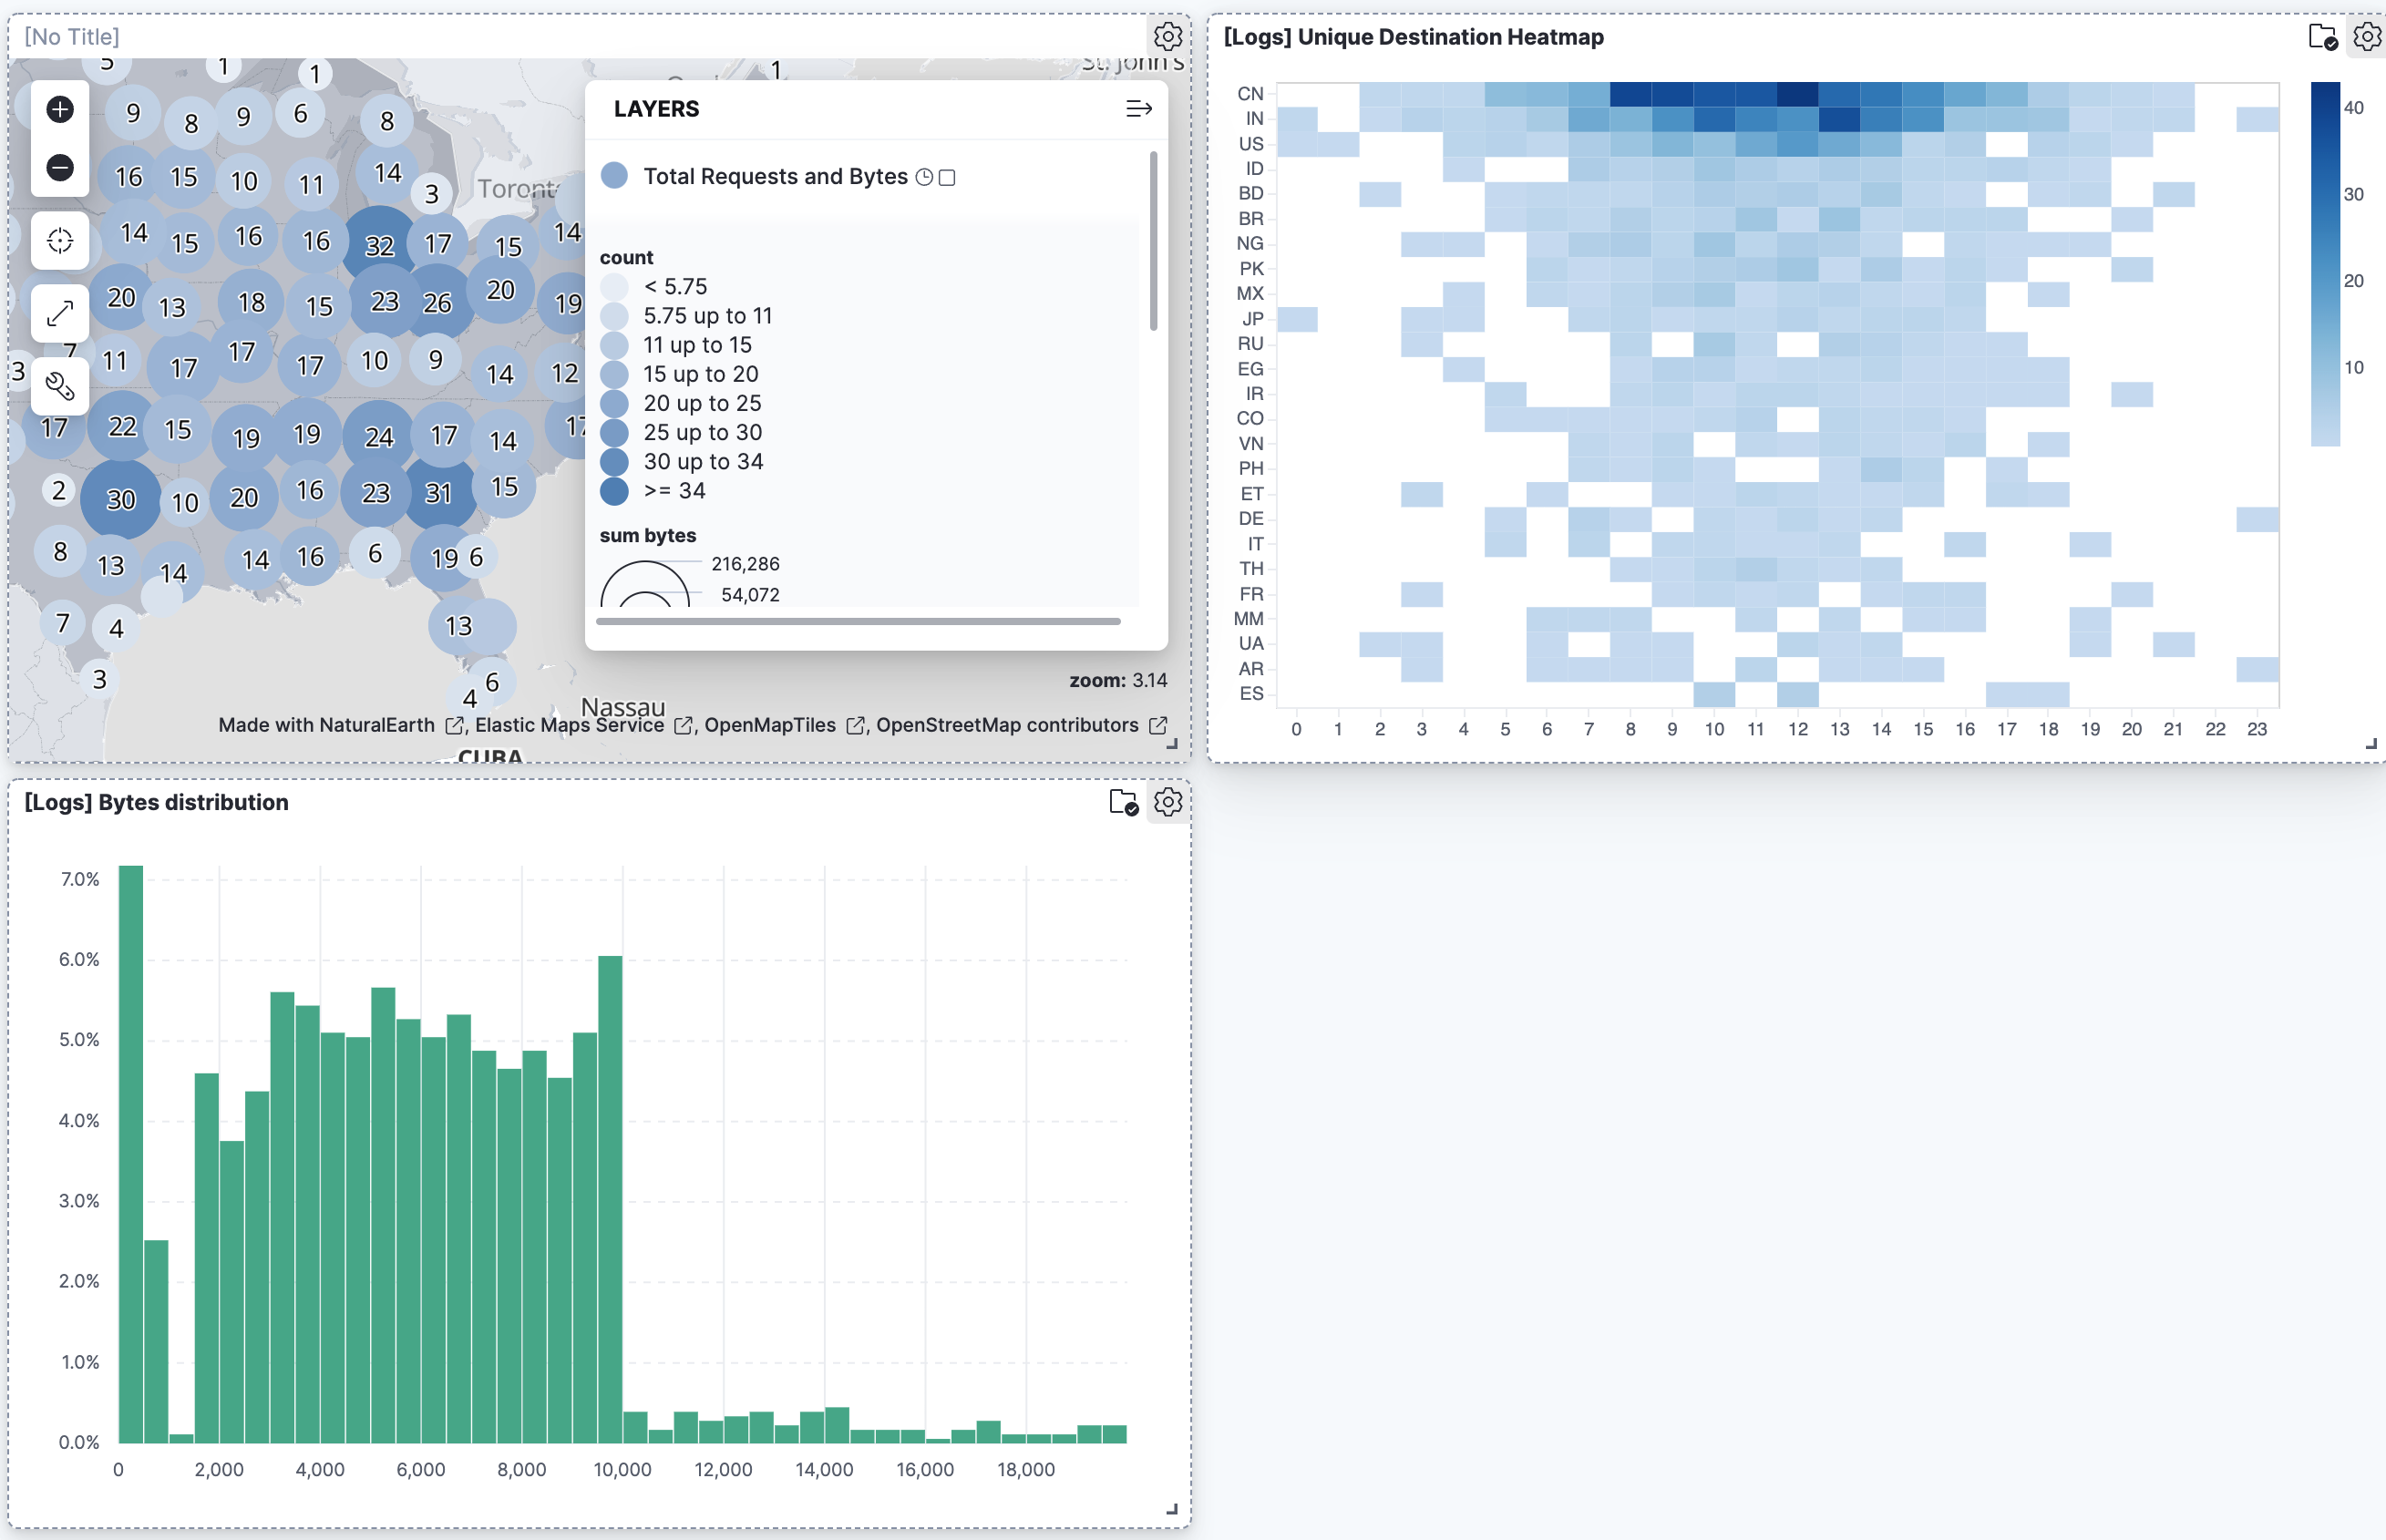 [No Title]
5 1 1 1 St. John's
9 8 9 6 8
16 15 10 11 14 3 Toronto
14 15 16 16 32 17 15 14
20 13 18 15 23 26 20 19
3 7 11 17 17 17 10 9 14 12
17 22 15 19 19 24 17 14 17
2 30 10 20 16 23 31 15
8 13 14 14 16 6 19 6
7 4 13
3 4 6
Nassau
CUBA
LAYERS
Total Requests and Bytes
count
< 5.75
5.75 up to 11
11 up to 15
15 up to 20
20 up to 25
25 up to 30
30 up to 34
>= 34
sum bytes
216,286
54,072
zoom: 3.14
Made with NaturalEarth , Elastic Maps Service , OpenMapTiles , OpenStreetMap contributors
[Logs] Unique Destination Heatmap
CN
IN
US
ID
BD
BR
NG
PK
MX
JP
RU
EG
IR
CO
VN
PH
ET
DE
IT
TH
FR
MM
UA
AR
ES
0 1 2 3 4 5 6 7 8 9 10 11 12 13 14 15 16 17 18 19 20 21 22 23
40
30
20
10
[Logs] Bytes distribution
7.0%
6.0%
5.0%
4.0%
3.0%
2.0%
1.0%
0.0%
0 2,000 4,000 6,000 8,000 10,000 12,000 14,000 16,000 18,000